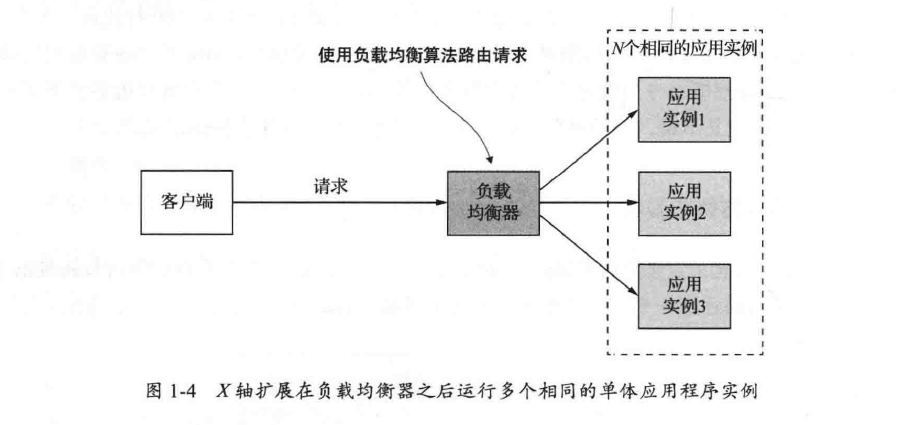 使用负载均衡算法路由请求
N个相同的应用实例
客户端
请求
负载
均衡器
应用
实例1
应用
实例2
应用
实例3
图 1-4 X 轴扩展在负载均衡器之后运行多个相同的单体应用程序实例